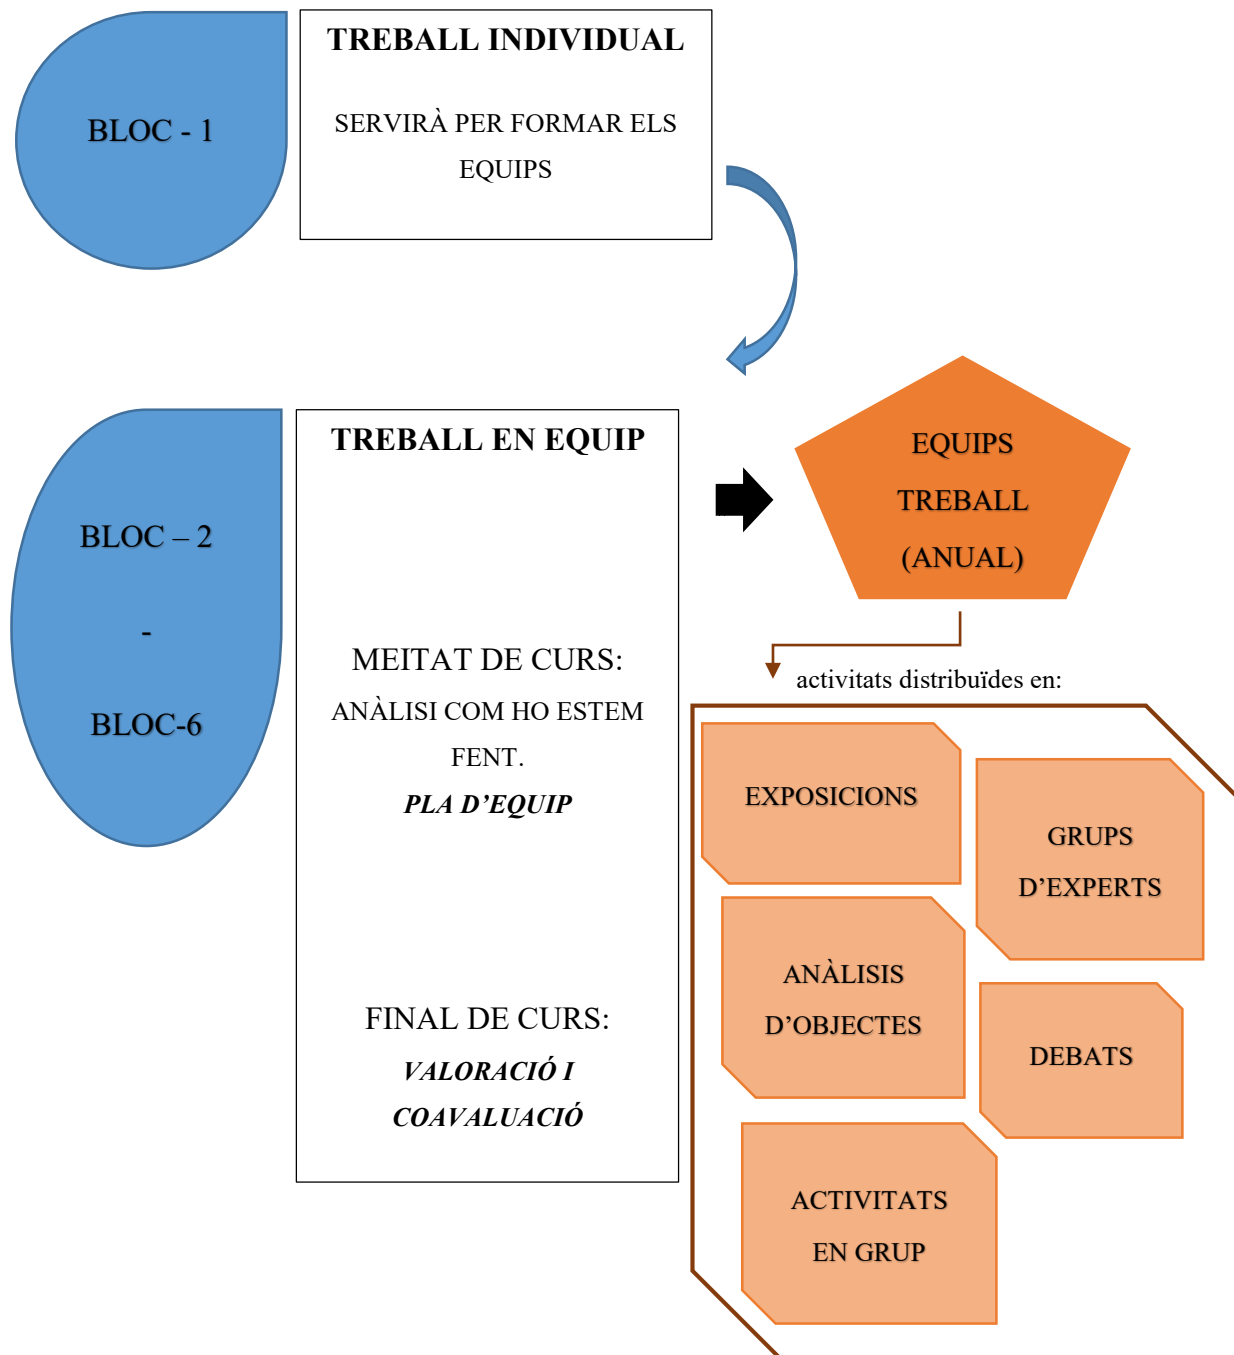 BLOC - 1
TREBALL INDIVIDUAL
SERVIRÀ PER FORMAR ELS
EQUIPS
BLOC – 2
-
BLOC-6
TREBALL EN EQUIP
MEITAT DE CURS:
ANÀLISI COM HO ESTEM
FENT.
PLA D’EQUIP
FINAL DE CURS:
VALORACIÓ I
COAVALUACIÓ
EQUIPS
TREBALL
(ANUAL)
activitats distribuïdes en:
EXPOSICIONS
GRUPS
D’EXPERTS
ANÀLISIS
D’OBJECTES
DEBATS
ACTIVITATS
EN GRUP